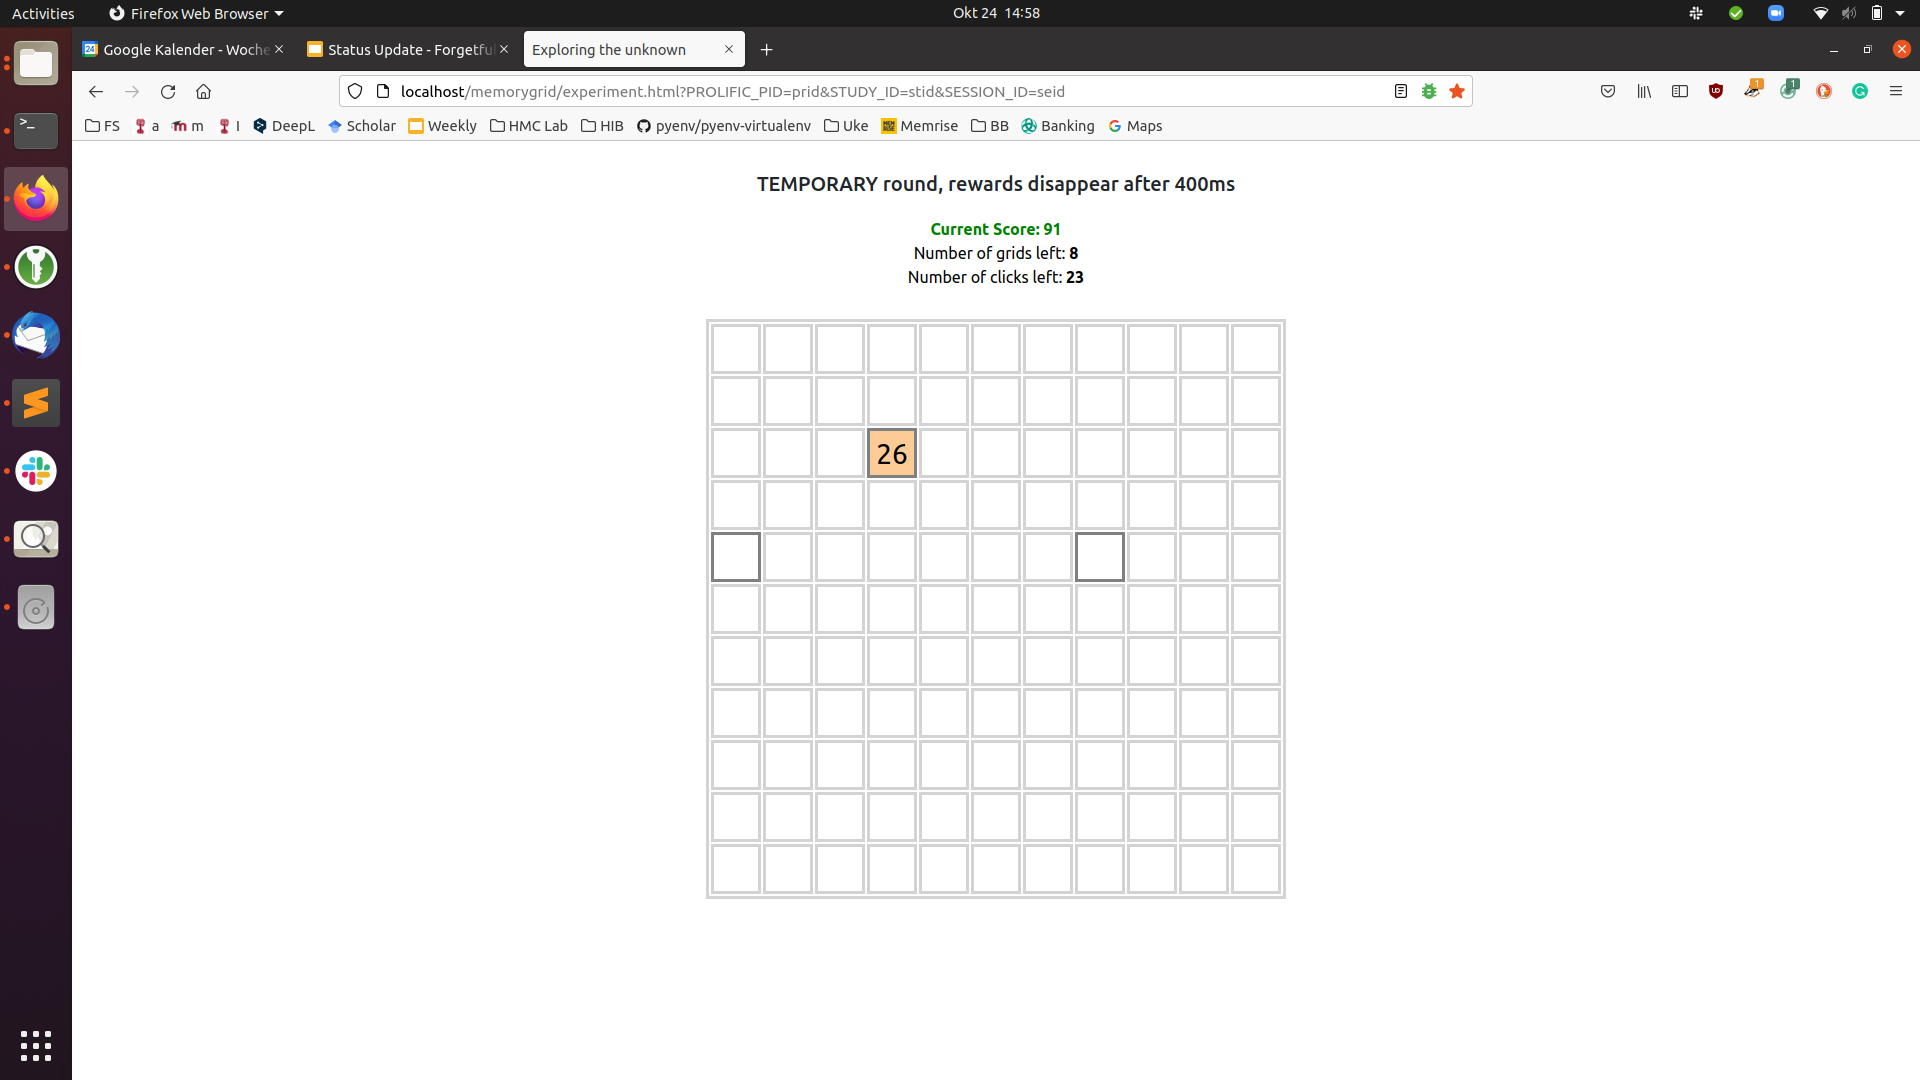 Activities Firefox Web Browser Okt 24 14:58
24 Google Kalender - Woche Status Update - Forgetfu Exploring the unknown
localhost/memorygrid/experiment.html?PROLIFIC_PID=prid&STUDY_ID=stid&SESSION_ID=seid 1 1
FS a m I DeepL Scholar Weekly HMC Lab HIB pyenv/pyenv-virtualenv Uke Memrise BB Banking Maps
TEMPORARY round, rewards disappear after 400ms
Current Score: 91
Number of grids left: 8
Number of clicks left: 23
26